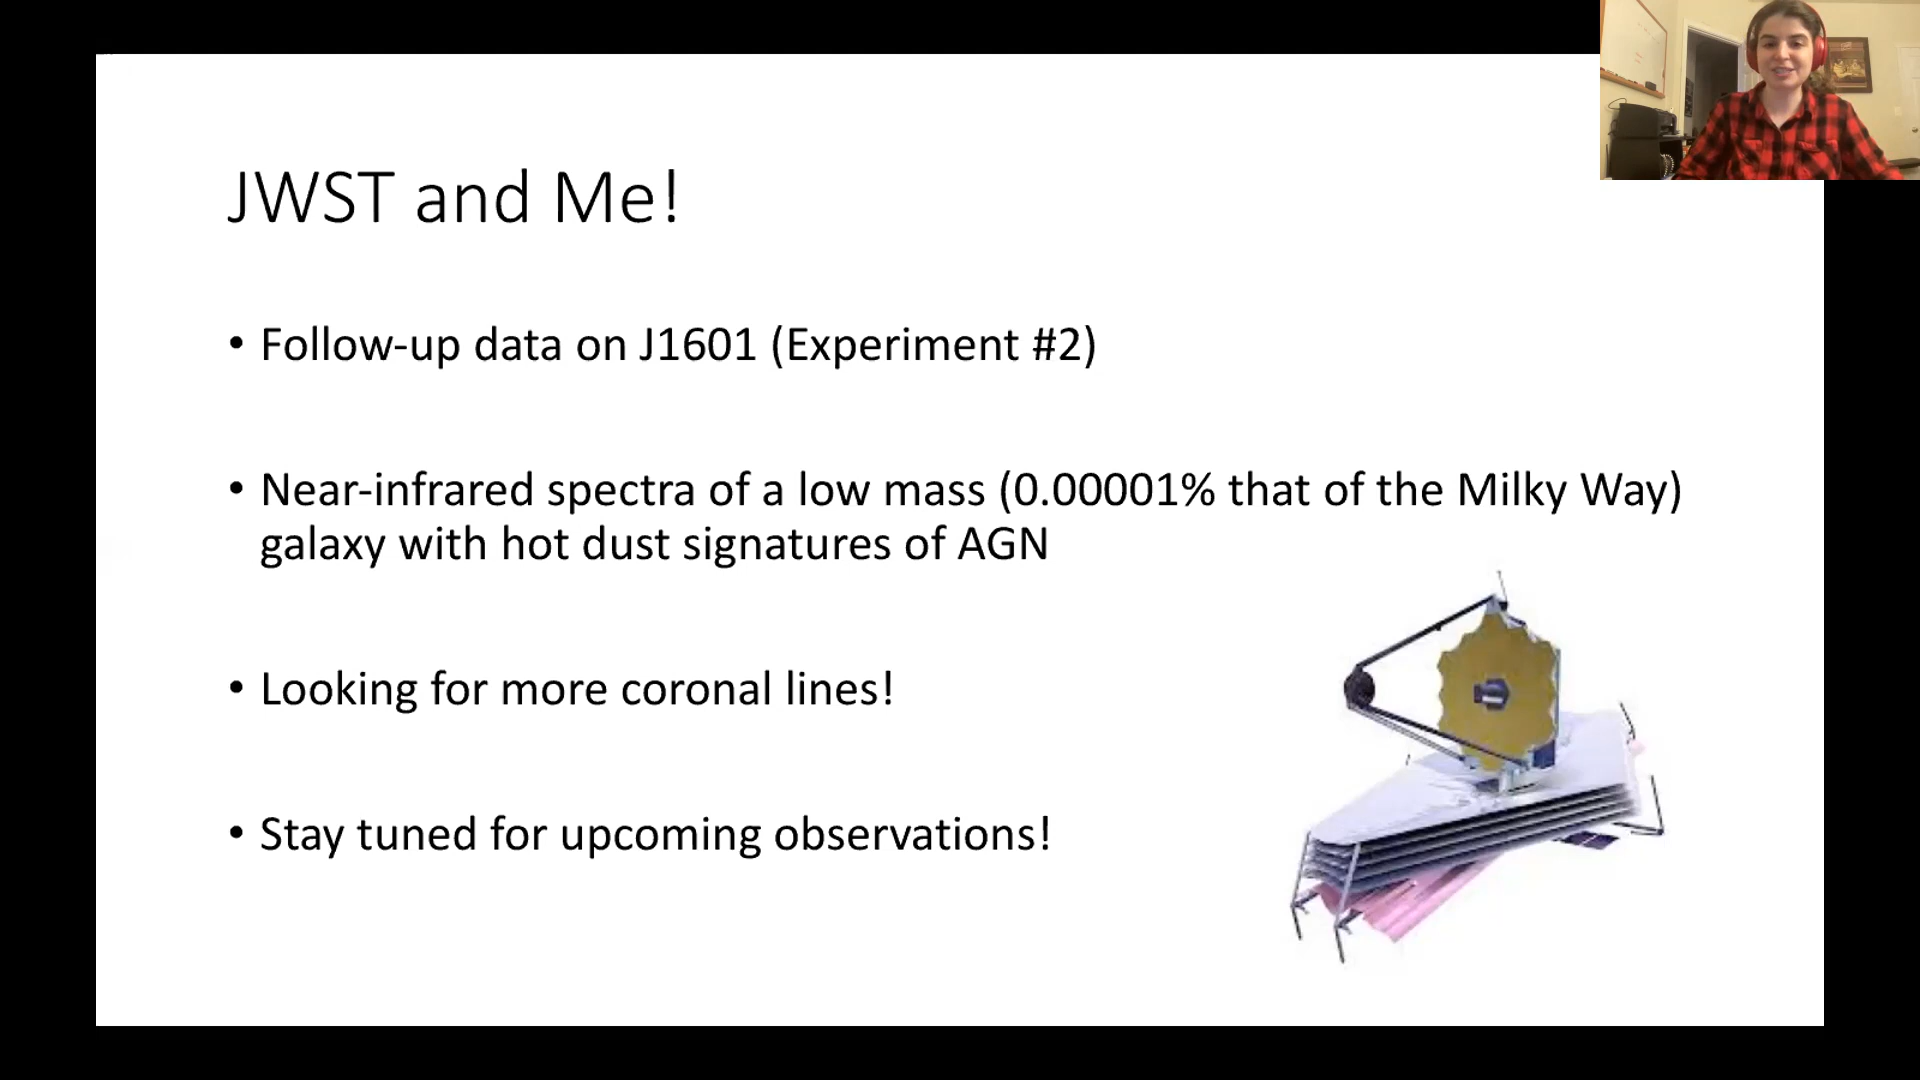 JWST and Me!
• Follow-up data on J1601 (Experiment #2)
• Near-infrared spectra of a low mass (0.00001% that of the Milky Way)
galaxy with hot dust signatures of AGN
• Looking for more coronal lines!
• Stay tuned for upcoming observations!